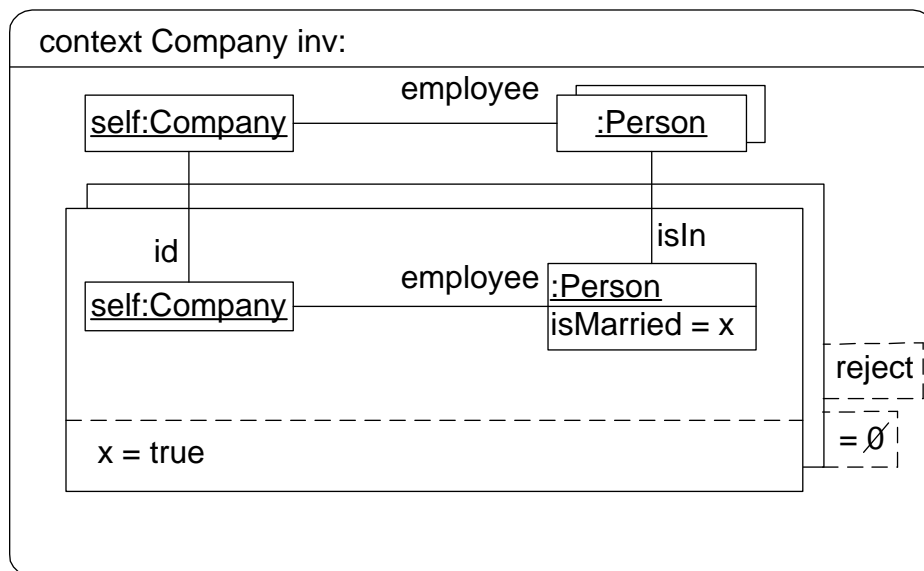 context Company inv:
employee
self:Company
:Person
id
isIn
employee
self:Company
:Person
isMarried = x
reject
= ∅
x = true